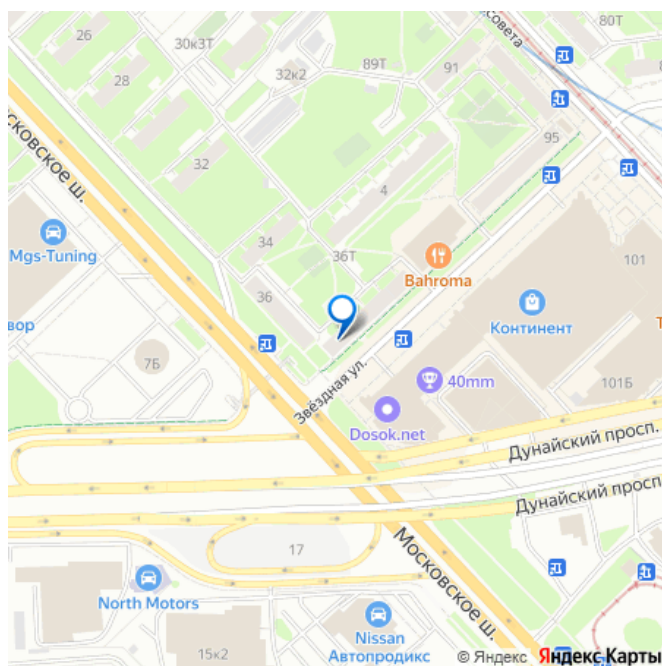 26
30к3Т
89Т
91
совета
28
32к2
95
сковское ш.
32
4
Mgs-Tuning
34
36Т
Bahroma
101
36
Континент
вор
7Б
40mm
101Б
Звёздная ул.
Dosok.net
Дунайский просп.
Дунайский просп
17
Московское ш.
North Motors
15к2
Nissan
Автопродикс
© Яндекс Яндекс Карты